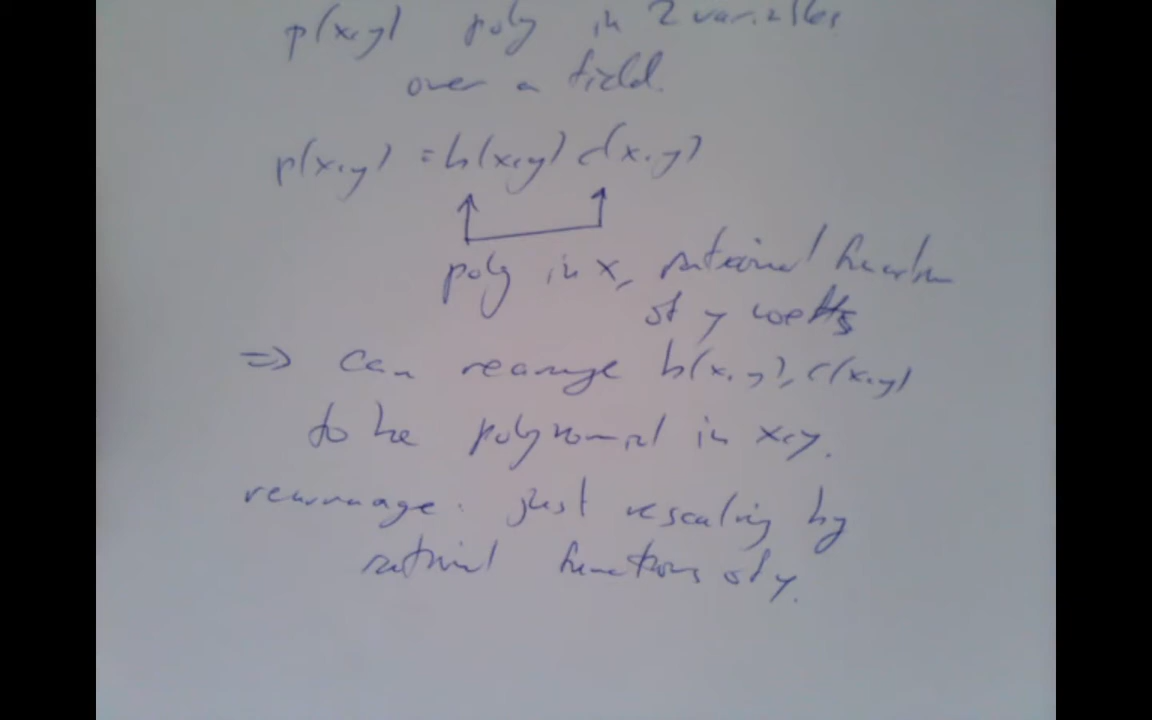 p(x,y) poly in 2 variables
over a field.
p(x,y) = b(x,y) c(x,y)
poly in x, rational function
of y coeffs
⇒ can rearrange b(x,y), c(x,y)
to be polynomial in x,y.
rearrange: just rescaling by
rational functions of y.